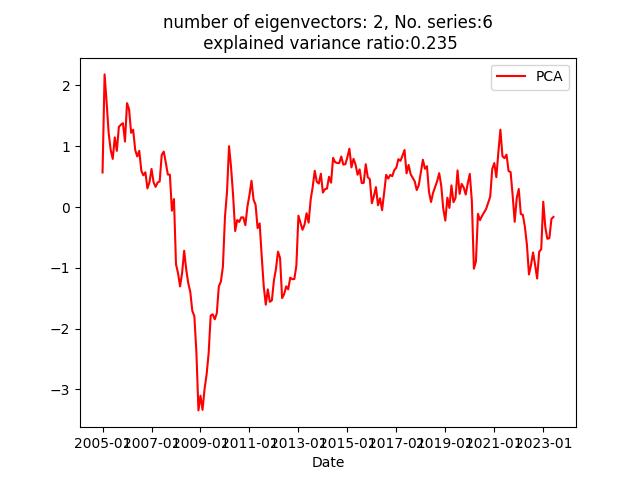 number of eigenvectors: 2, No. series:6
explained variance ratio:0.235
PCA
2
1
0
−1
−2
−3
2005-01 2007-01 2009-01 2011-01 2013-01 2015-01 2017-01 2019-01 2021-01 2023-01
Date